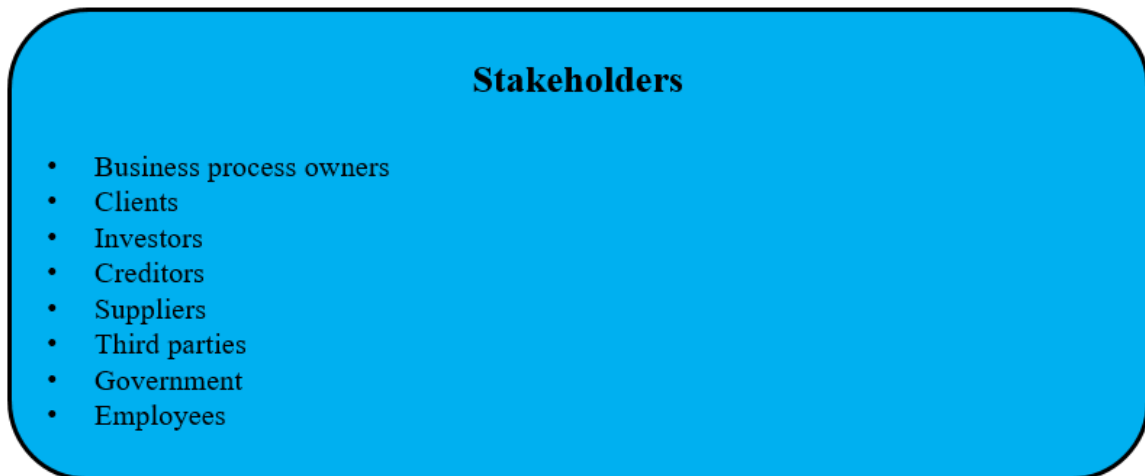 Stakeholders
• Business process owners
• Clients
• Investors
• Creditors
• Suppliers
• Third parties
• Government
• Employees